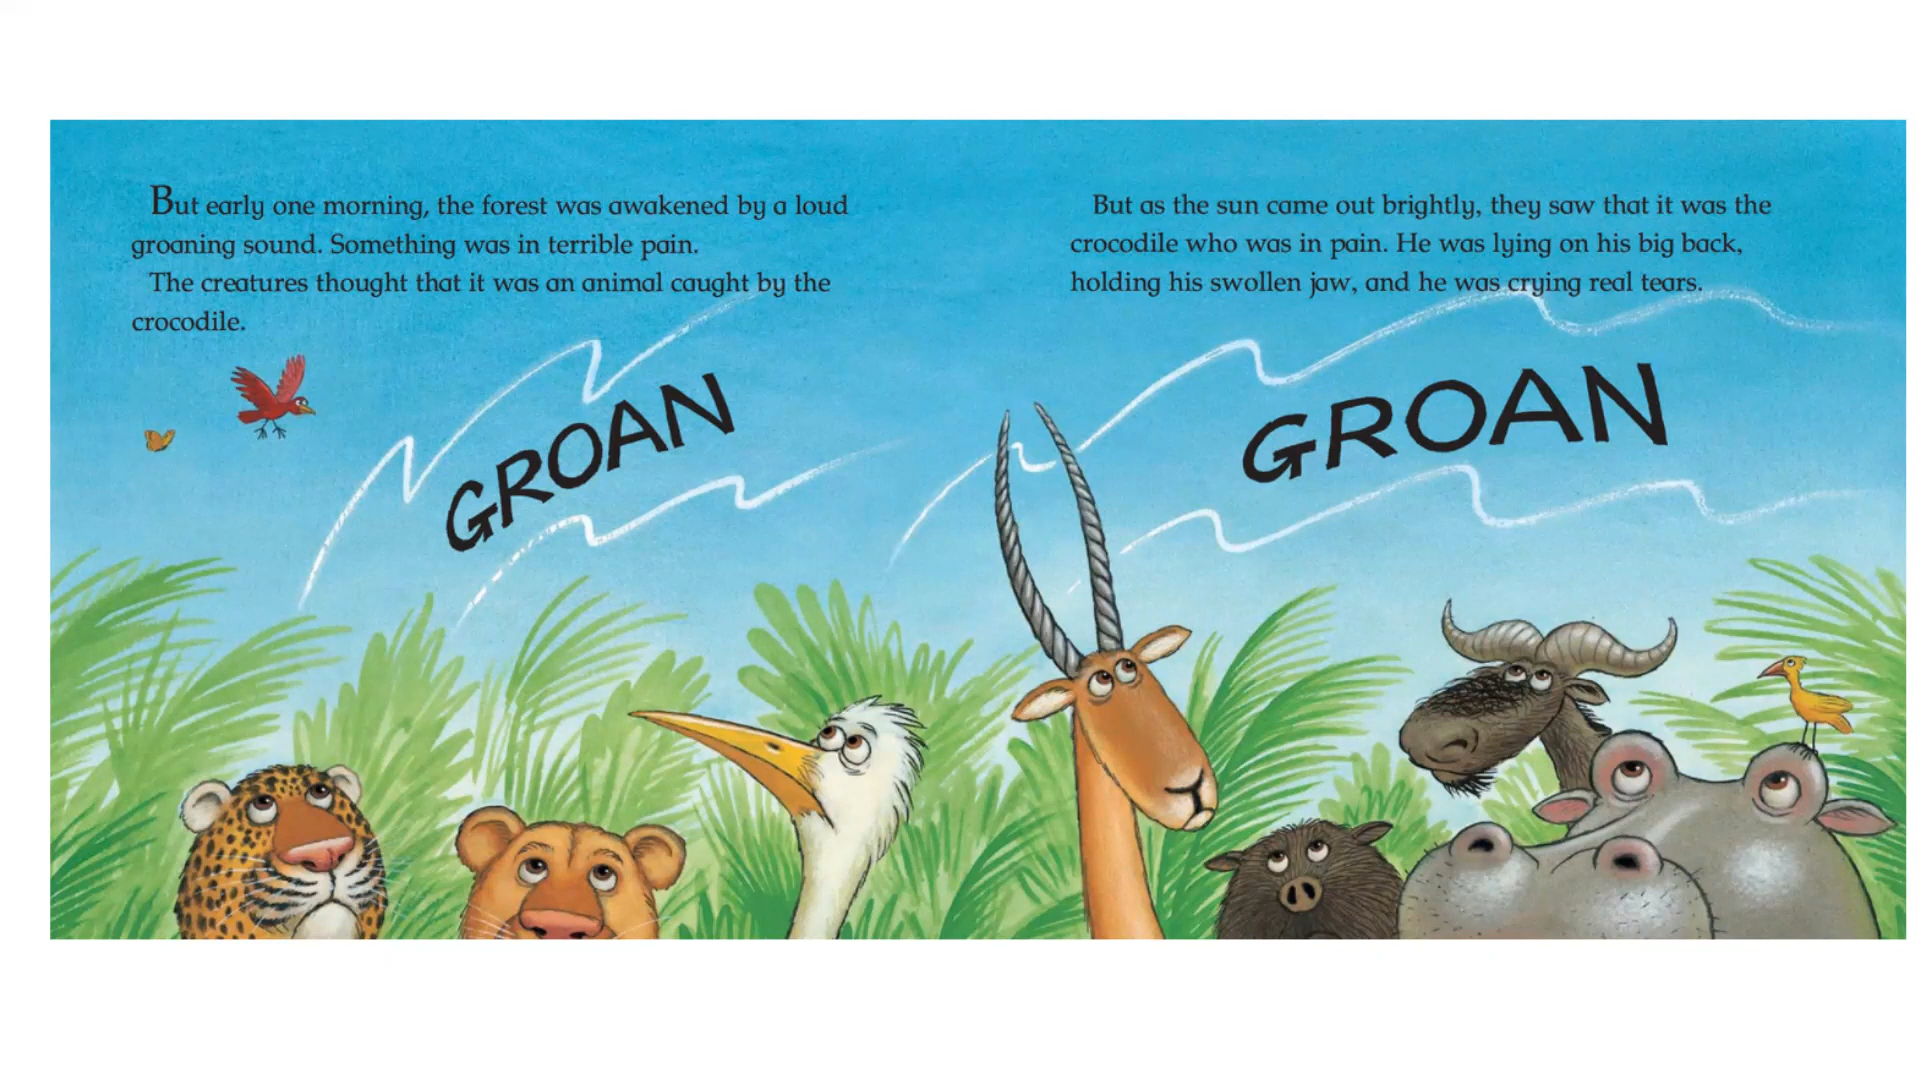 But early one morning, the forest was awakened by a loud
groaning sound. Something was in terrible pain.
The creatures thought that it was an animal caught by the
crocodile.
GROAN
But as the sun came out brightly, they saw that it was the
crocodile who was in pain. He was lying on his big back,
holding his swollen jaw, and he was crying real tears.
GROAN